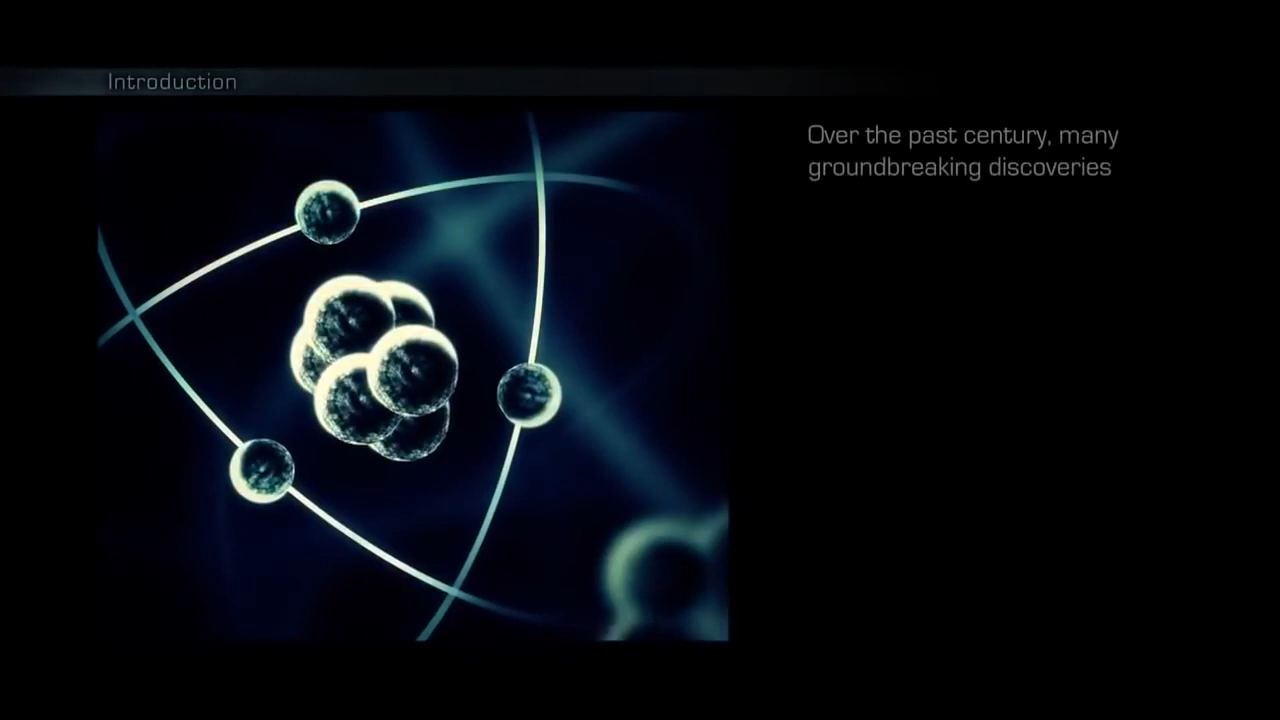 Introduction
Over the past century, many
groundbreaking discoveries